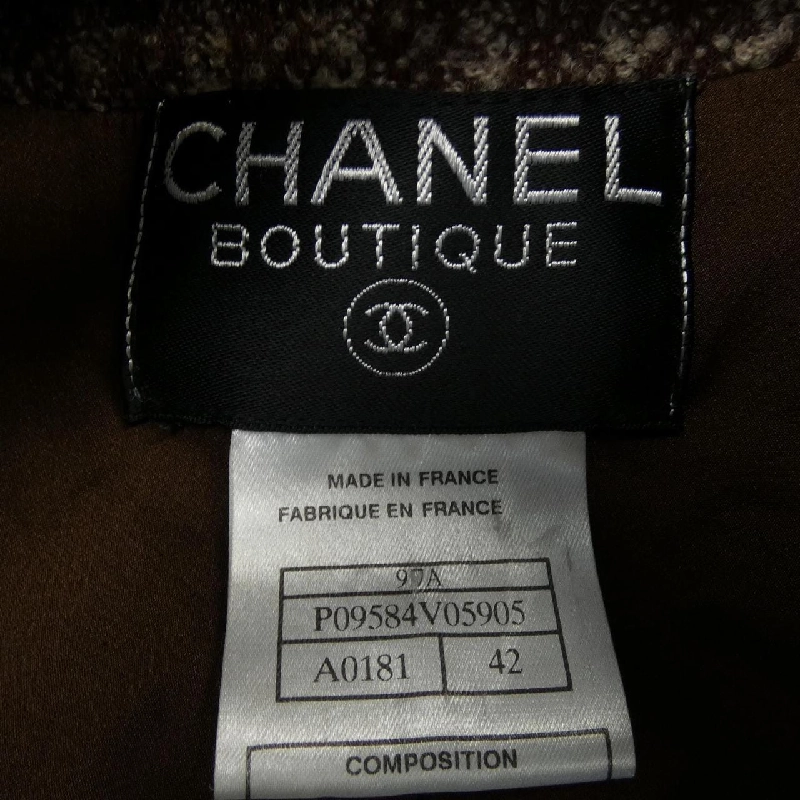 CHANEL
BOUTIQUE
MADE IN FRANCE
FABRIQUE EN FRANCE
97A
P09584V05905
A0181 42
COMPOSITION